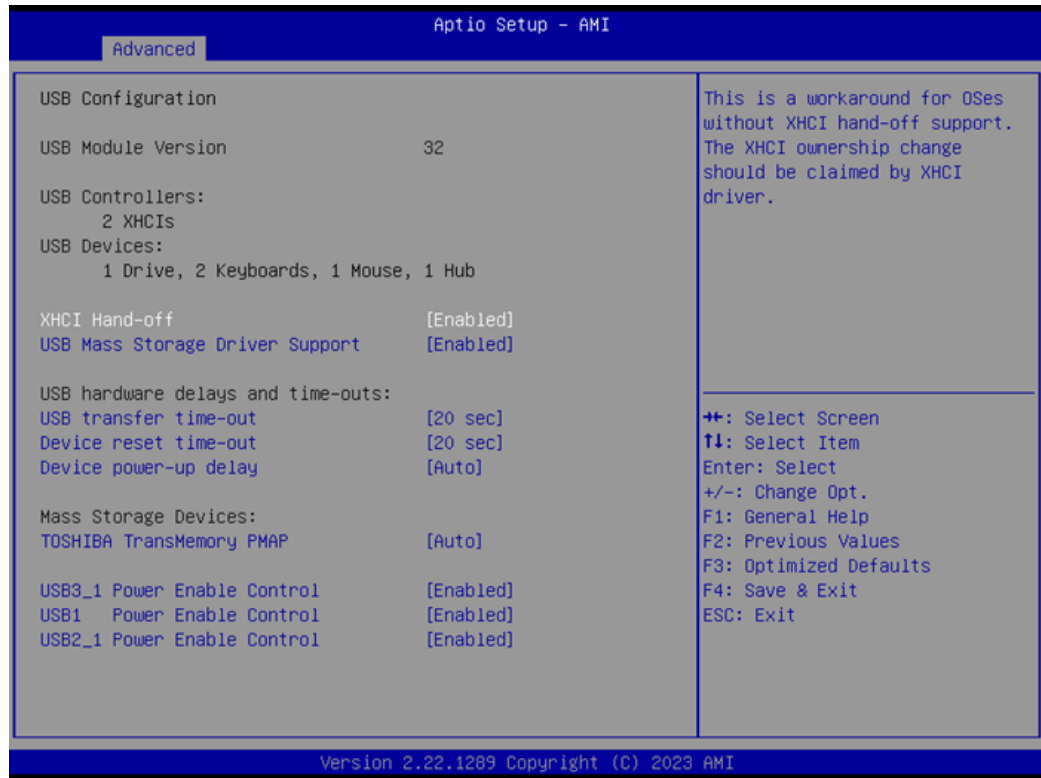 Aptio Setup – AMI
Advanced
USB Configuration
USB Module Version 32
USB Controllers:
2 XHCIs
USB Devices:
1 Drive, 2 Keyboards, 1 Mouse, 1 Hub
XHCI Hand-off [Enabled]
USB Mass Storage Driver Support [Enabled]
USB hardware delays and time-outs:
USB transfer time-out [20 sec]
Device reset time-out [20 sec]
Device power-up delay [Auto]
Mass Storage Devices:
TOSHIBA TransMemory PMAP [Auto]
USB3_1 Power Enable Control [Enabled]
USB1 Power Enable Control [Enabled]
USB2_1 Power Enable Control [Enabled]
This is a workaround for OSes
without XHCI hand-off support.
The XHCI ownership change
should be claimed by XHCI
driver.
→←: Select Screen
↑↓: Select Item
Enter: Select
+/-: Change Opt.
F1: General Help
F2: Previous Values
F3: Optimized Defaults
F4: Save & Exit
ESC: Exit
Version 2.22.1289 Copyright (C) 2023 AMI